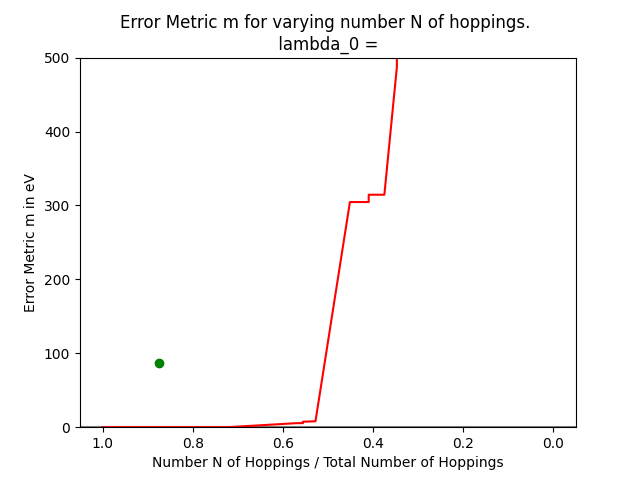 Error Metric m for varying number N of hoppings.
lambda_0 =
500
400
300
200
100
0
Error Metric m in eV
1.0 0.8 0.6 0.4 0.2 0.0
Number N of Hoppings / Total Number of Hoppings